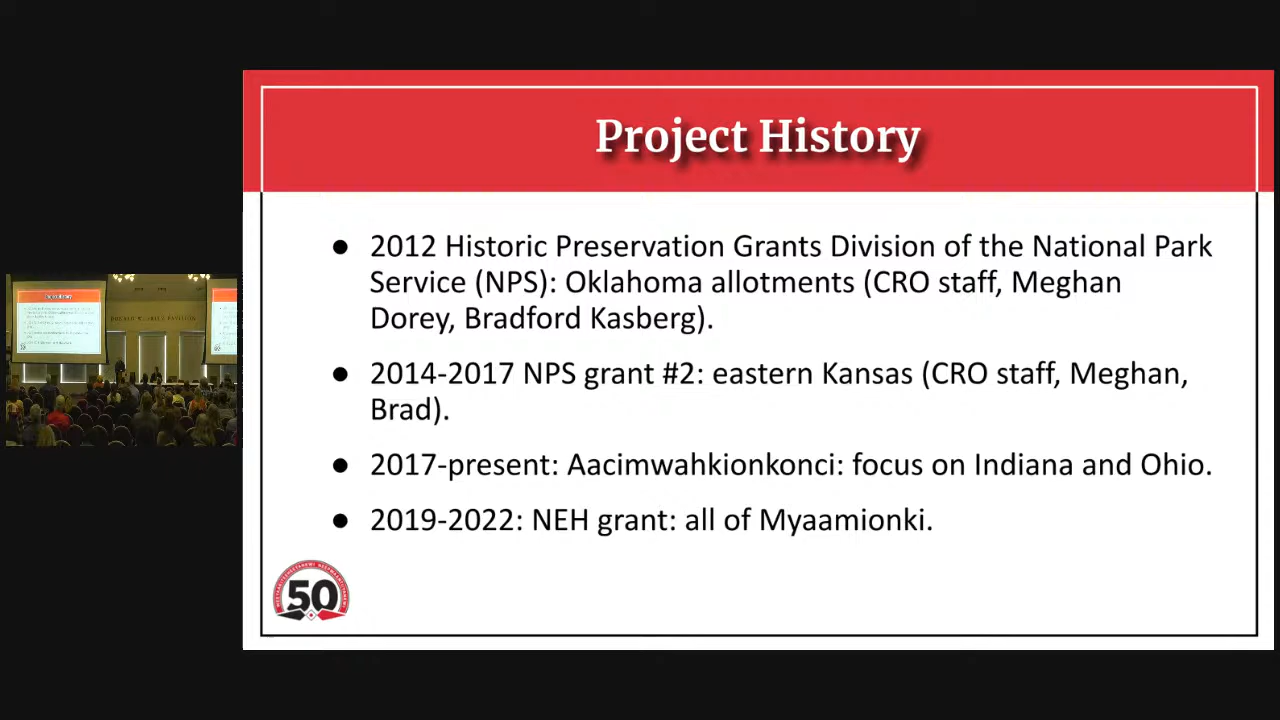 Project History
● 2012 Historic Preservation Grants Division of the National Park
Service (NPS): Oklahoma allotments (CRO staff, Meghan
Dorey, Bradford Kasberg).
● 2014-2017 NPS grant #2: eastern Kansas (CRO staff, Meghan,
Brad).
● 2017-present: Aacimwahkionkonci: focus on Indiana and Ohio.
● 2019-2022: NEH grant: all of Myaamionki.
50